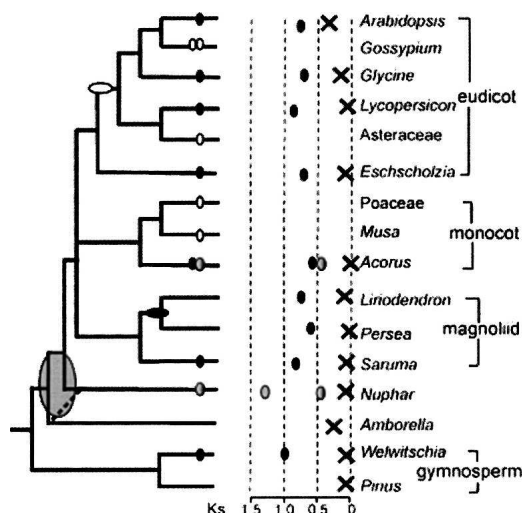 Arabidopsis
Gossypium
Glycine
eudicot
Lycopersicon
Asteraceae
Eschscholzia
Poaceae
Musa
monocot
Acorus
Liriodendron
magnoliid
Persea
Saruma
Nuphar
Amborella
Welwitschia
gymnosperm
Pinus
Ks 1.5 1.0 0.5 0